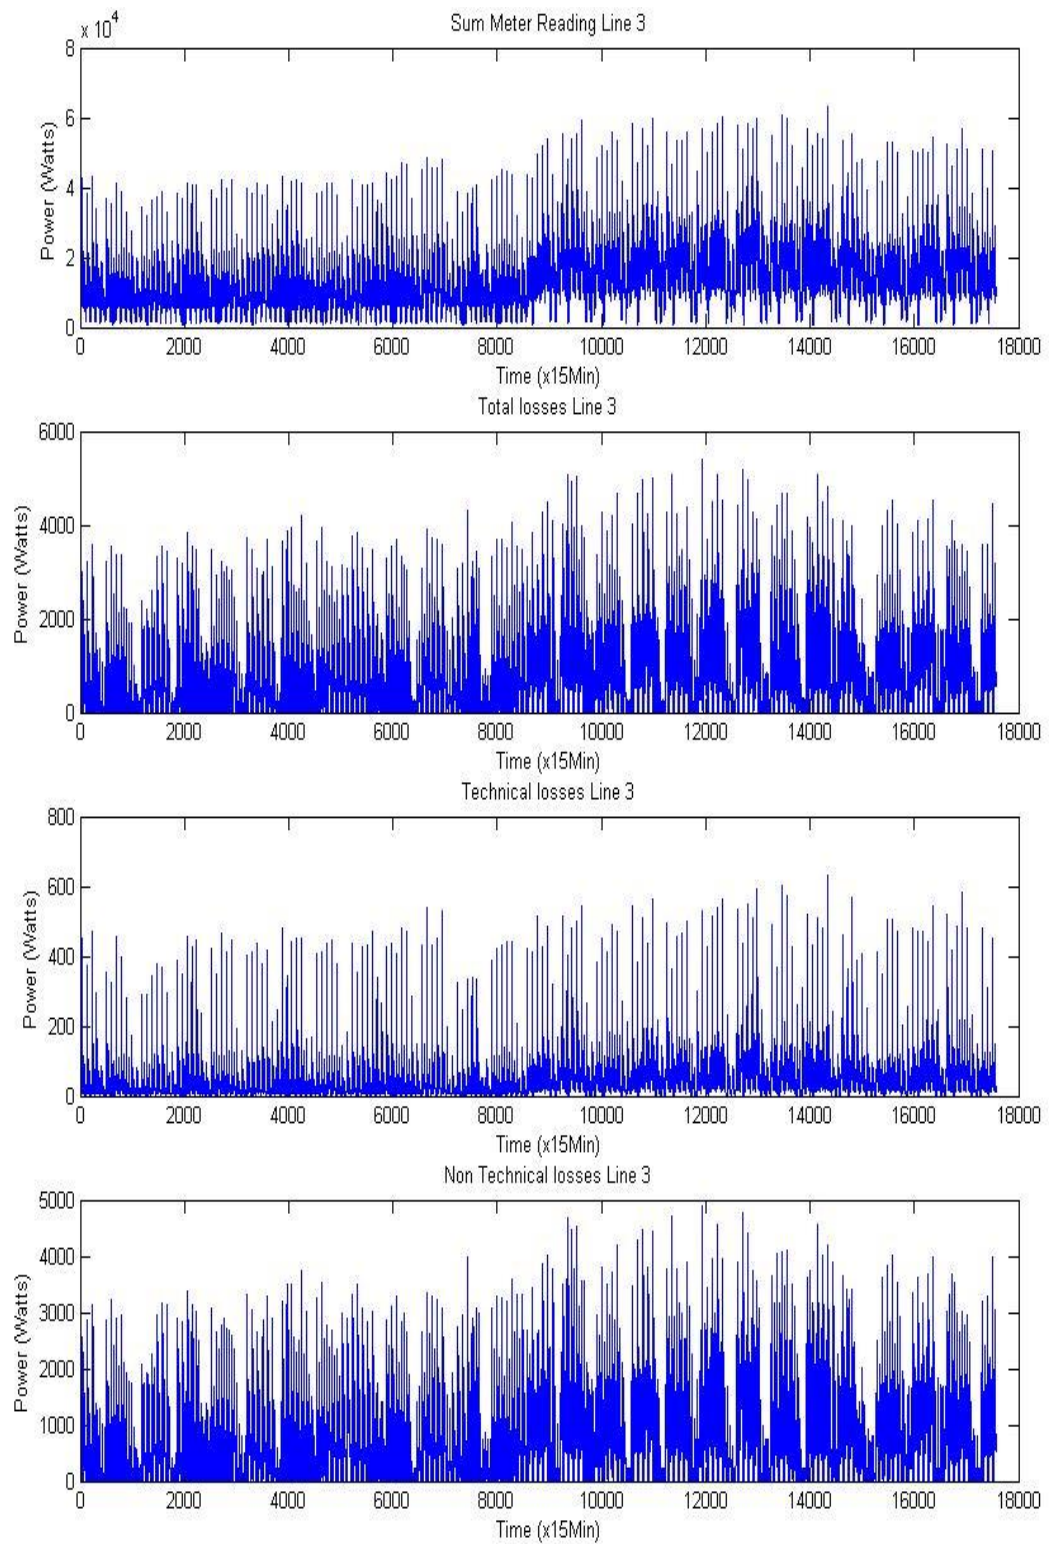 Sum Meter Reading Line 3
x 10^4
Power (Watts)
8
6
4
2
0
0 2000 4000 6000 8000 10000 12000 14000 16000 18000
Time (x15Min)
Total losses Line 3
Power (Watts)
6000
4000
2000
0
0 2000 4000 6000 8000 10000 12000 14000 16000 18000
Time (x15Min)
Technical losses Line 3
Power (Watts)
800
600
400
200
0
0 2000 4000 6000 8000 10000 12000 14000 16000 18000
Time (x15Min)
Non Technical losses Line 3
Power (Watts)
5000
4000
3000
2000
1000
0
0 2000 4000 6000 8000 10000 12000 14000 16000 18000
Time (x15Min)